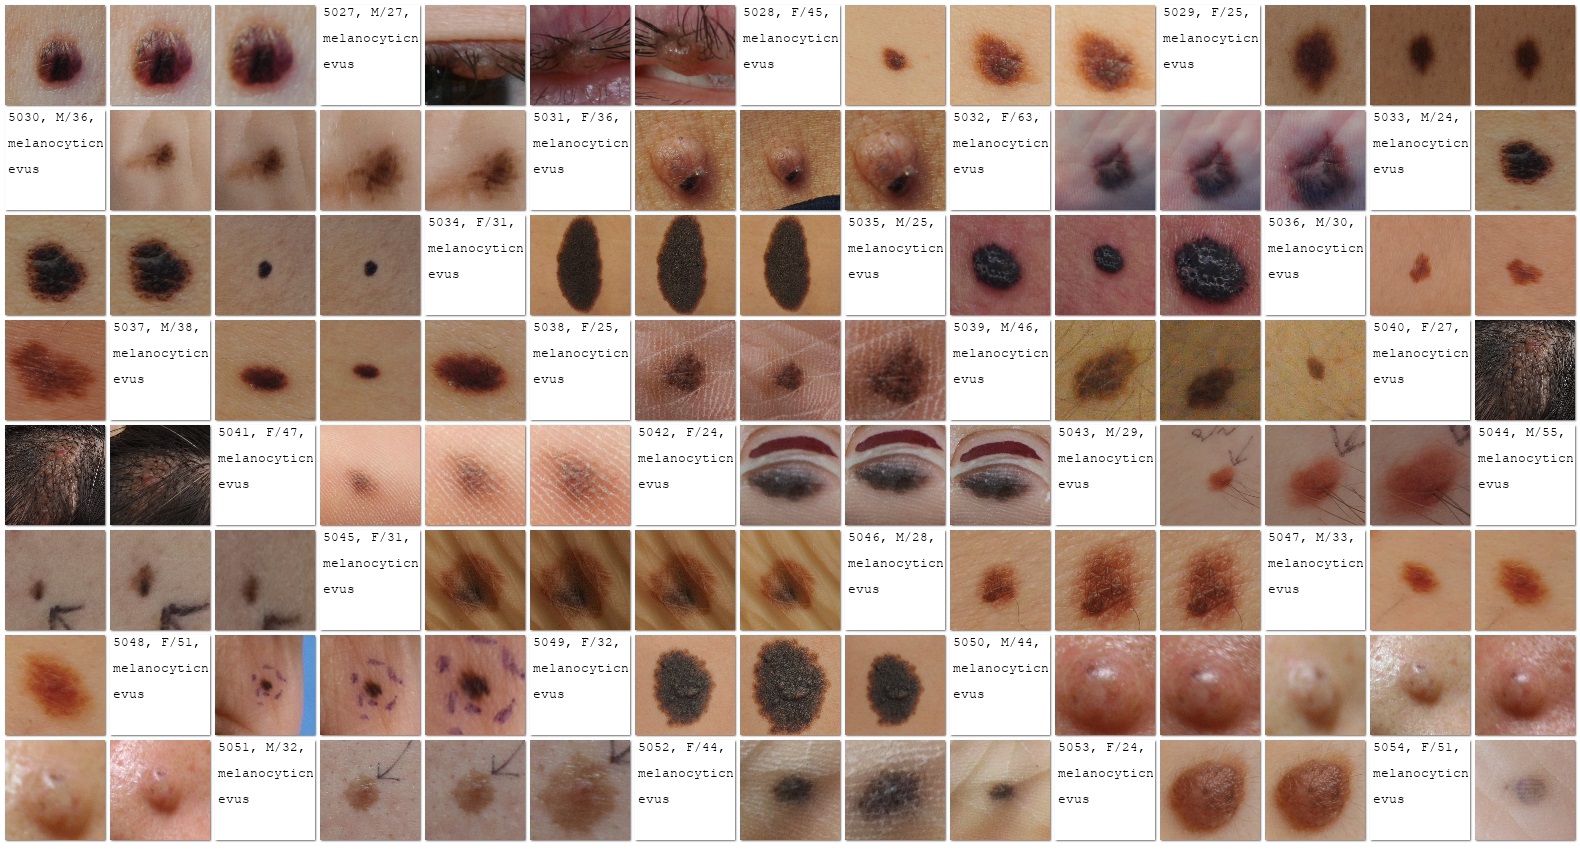 5027, M/27,
melanocyticn
evus
5028, F/45,
melanocyticn
evus
5029, F/25,
melanocyticn
evus
5030, M/36,
melanocyticn
evus
5031, F/36,
melanocyticn
evus
5032, F/63,
melanocyticn
evus
5033, M/24,
melanocyticn
evus
5034, F/31,
melanocyticn
evus
5035, M/25,
melanocyticn
evus
5036, M/30,
melanocyticn
evus
5037, M/38,
melanocyticn
evus
5038, F/25,
melanocyticn
evus
5039, M/46,
melanocyticn
evus
5040, F/27,
melanocyticn
evus
5041, F/47,
melanocyticn
evus
5042, F/24,
melanocyticn
evus
5043, M/29,
melanocyticn
evus
5044, M/55,
melanocyticn
evus
5045, F/31,
melanocyticn
evus
5046, M/28,
melanocyticn
evus
5047, M/33,
melanocyticn
evus
5048, F/51,
melanocyticn
evus
5049, F/32,
melanocyticn
evus
5050, M/44,
melanocyticn
evus
5051, M/32,
melanocyticn
evus
5052, F/44,
melanocyticn
evus
5053, F/24,
melanocyticn
evus
5054, F/51,
melanocyticn
evus